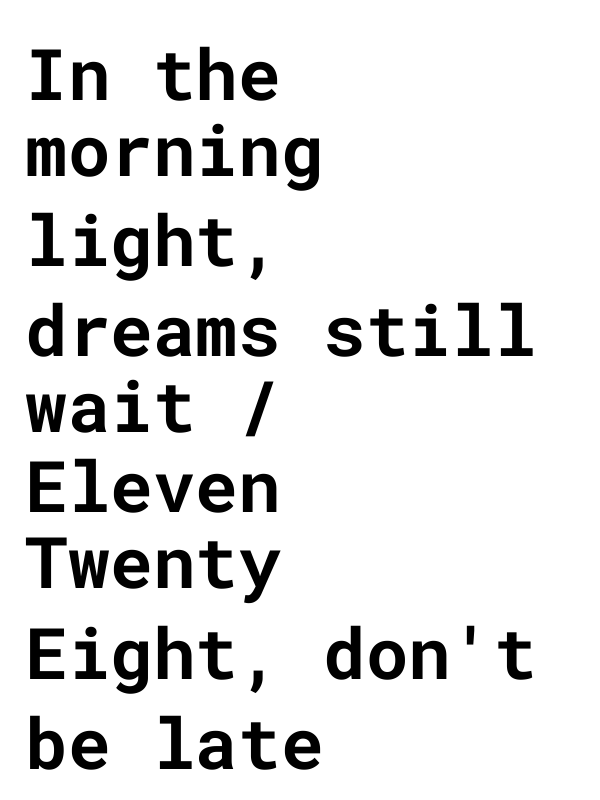 In the
morning
light,
dreams still
wait /
Eleven
Twenty
Eight, don't
be late